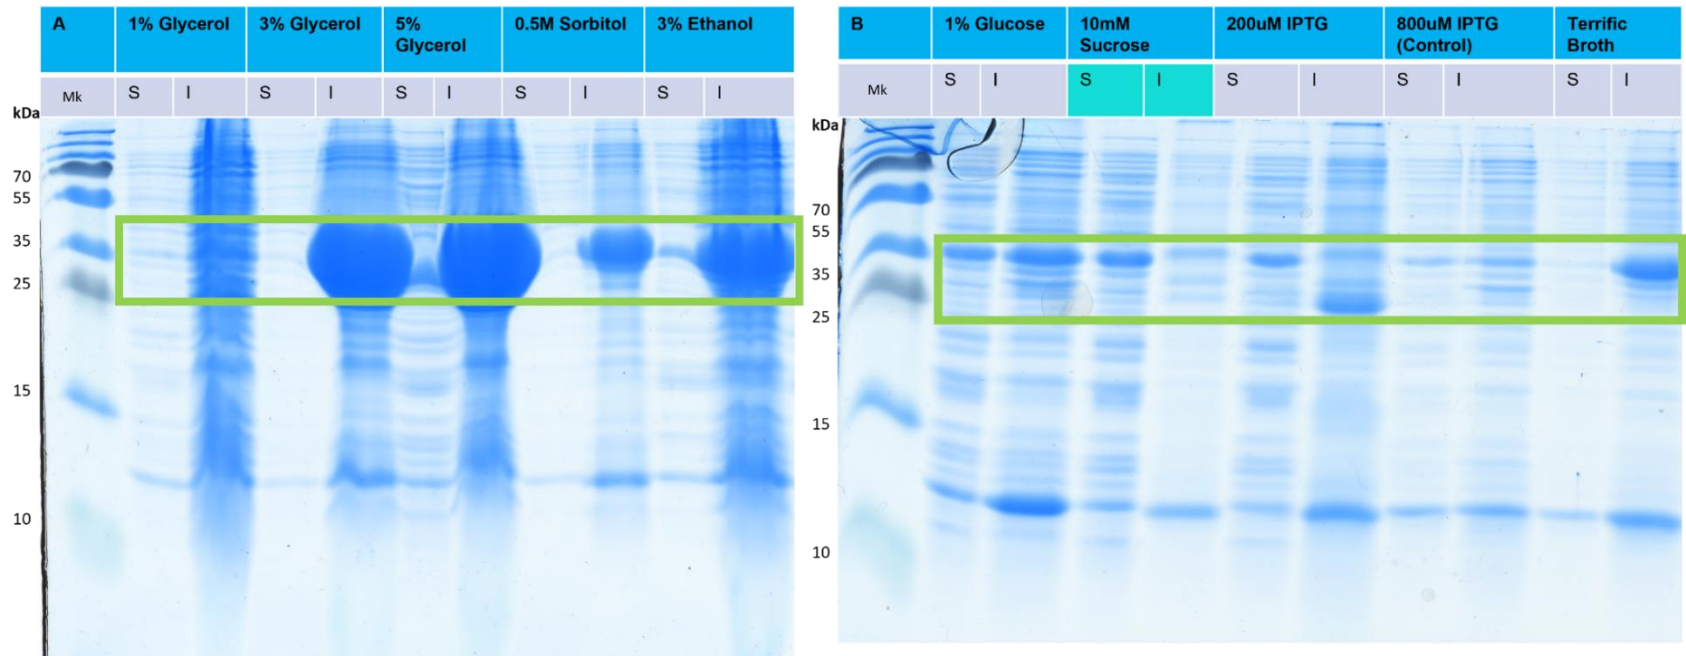 A 1% Glycerol 3% Glycerol 5% Glycerol 0.5M Sorbitol 3% Ethanol
Mk S I S I S I S I S I
kDa
70
55
35
25
15
10
B 1% Glucose 10mM Sucrose 200uM IPTG 800uM IPTG (Control) Terrific Broth
Mk S I S I S I S I S I
kDa
70
55
35
25
15
10